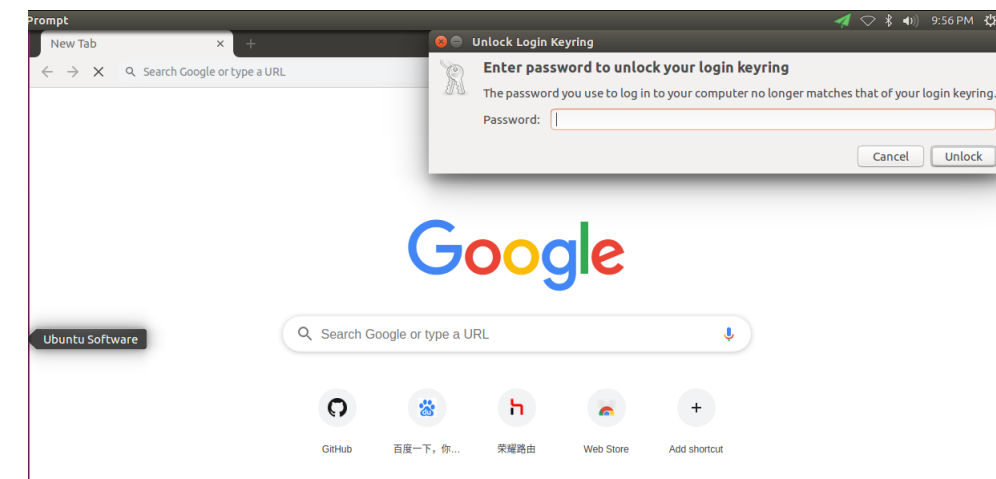 Prompt
9:56 PM
New Tab
Search Google or type a URL
Unlock Login Keyring
Enter password to unlock your login keyring
The password you use to log in to your computer no longer matches that of your login keyring.
Password:
Cancel
Unlock
Google
Search Google or type a URL
Ubuntu Software
GitHub
百度一下，你...
荣耀路由
Web Store
Add shortcut